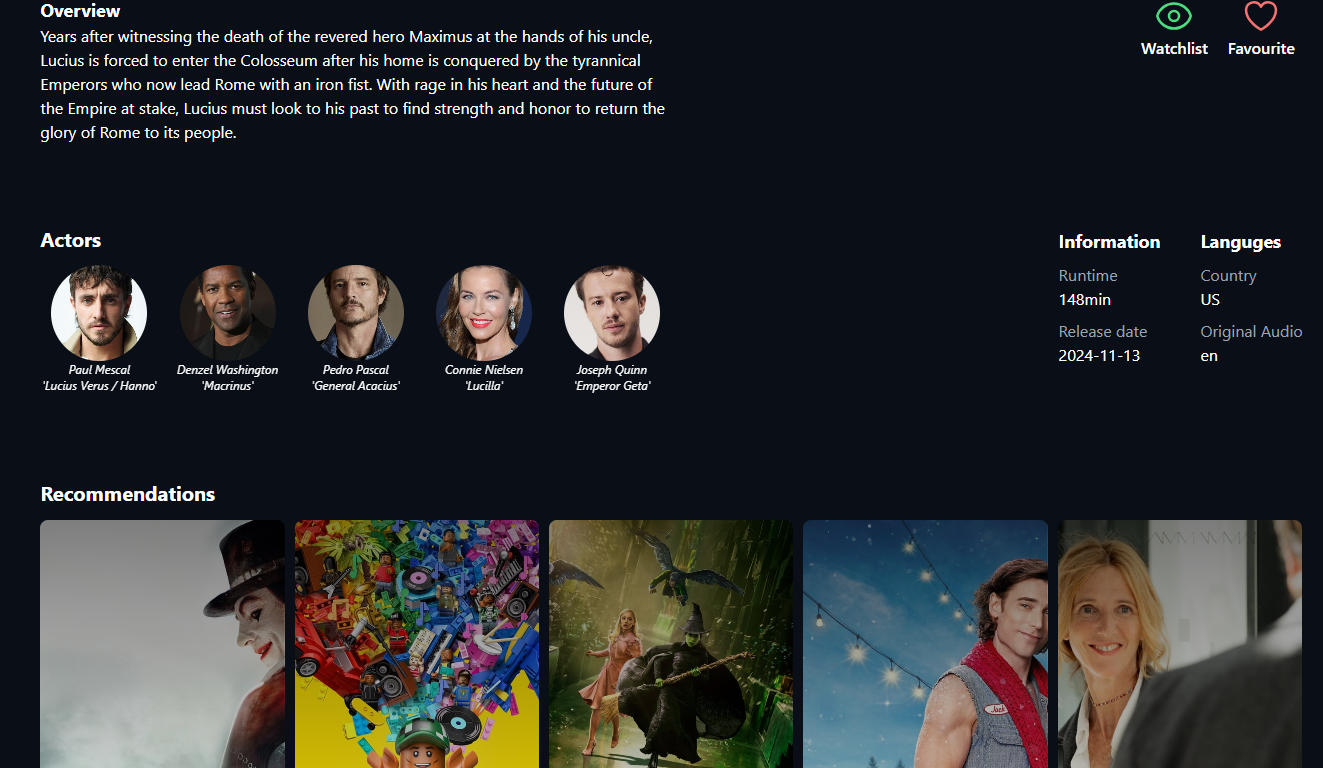 Overview
Years after witnessing the death of the revered hero Maximus at the hands of his uncle,
Lucius is forced to enter the Colosseum after his home is conquered by the tyrannical
Emperors who now lead Rome with an iron fist. With rage in his heart and the future of
the Empire at stake, Lucius must look to his past to find strength and honor to return the
glory of Rome to its people.
Watchlist
Favourite
Actors
Paul Mescal
'Lucius Verus / Hanno'
Denzel Washington
'Macrinus'
Pedro Pascal
'General Acacius'
Connie Nielsen
'Lucilla'
Joseph Quinn
'Emperor Geta'
Information
Runtime
148min
Release date
2024-11-13
Languges
Country
US
Original Audio
en
Recommendations
Jack